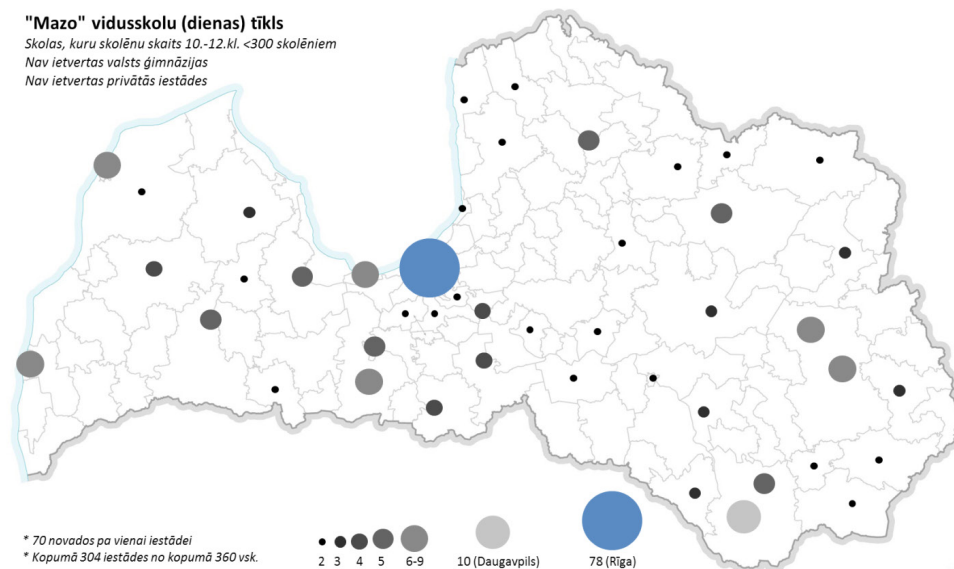 "Mazo" vidusskolu (dienas) tīkls
Skolas, kuru skolēnu skaits 10.-12.kl. <300 skolēniem
Nav ietvertas valsts ģimnāzijas
Nav ietvertas privātās iestādes
* 70 novados pa vienai iestādei
* Kopumā 304 iestādes no kopumā 360 vsk.
2 3 4 5 6-9 10 (Daugavpils) 78 (Rīga)